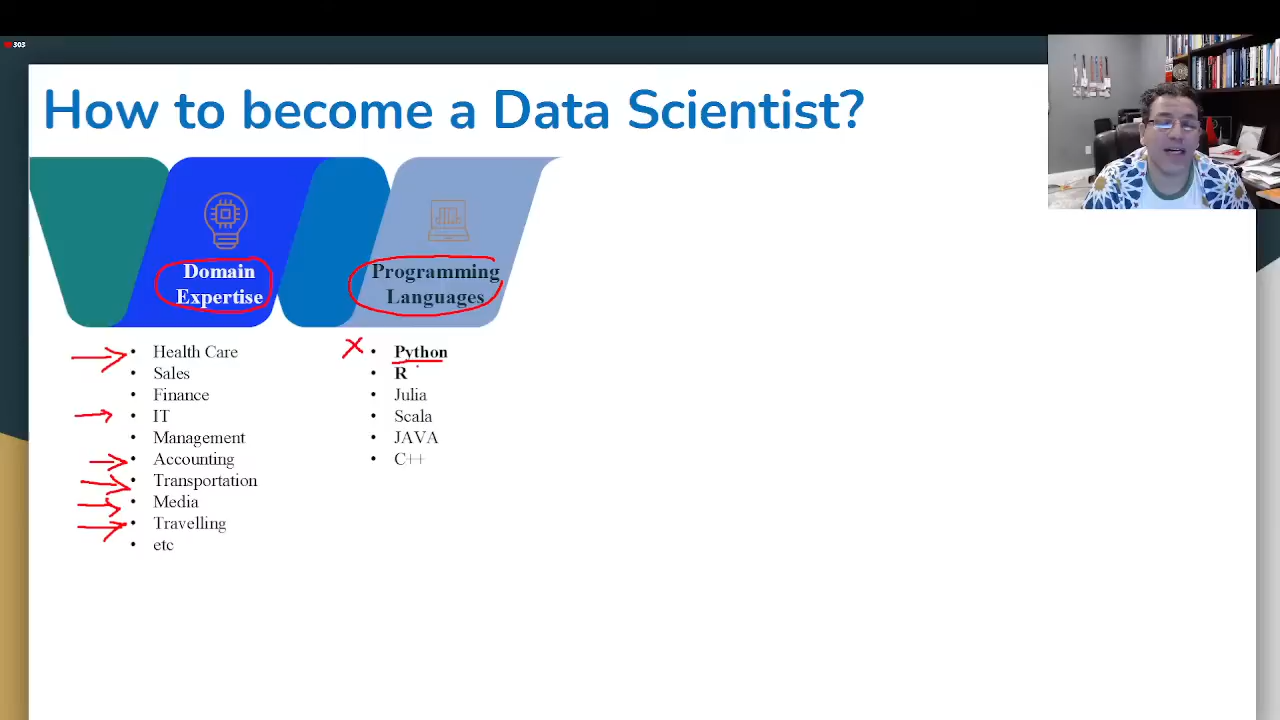 303
How to become a Data Scientist?
Domain
Expertise
Programming
Languages
• Health Care
• Sales
• Finance
• IT
• Management
• Accounting
• Transportation
• Media
• Travelling
• etc
• Python
• R
• Julia
• Scala
• JAVA
• C++